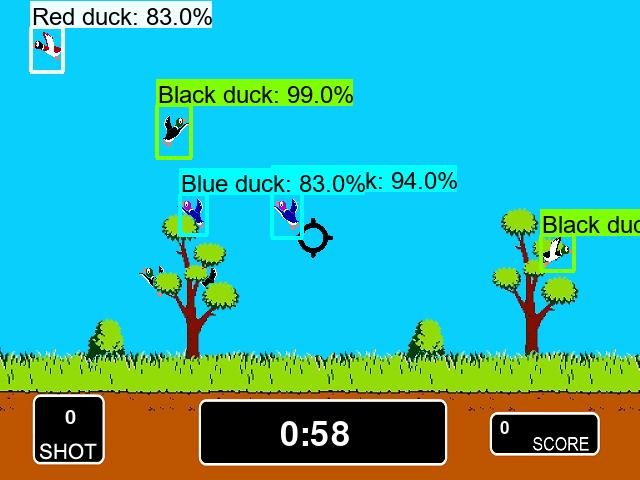 Red duck: 83.0%
Black duck: 99.0%
Blue duck: 83.0%
k: 94.0%
Black duc
0
SHOT
0:58
0
SCORE